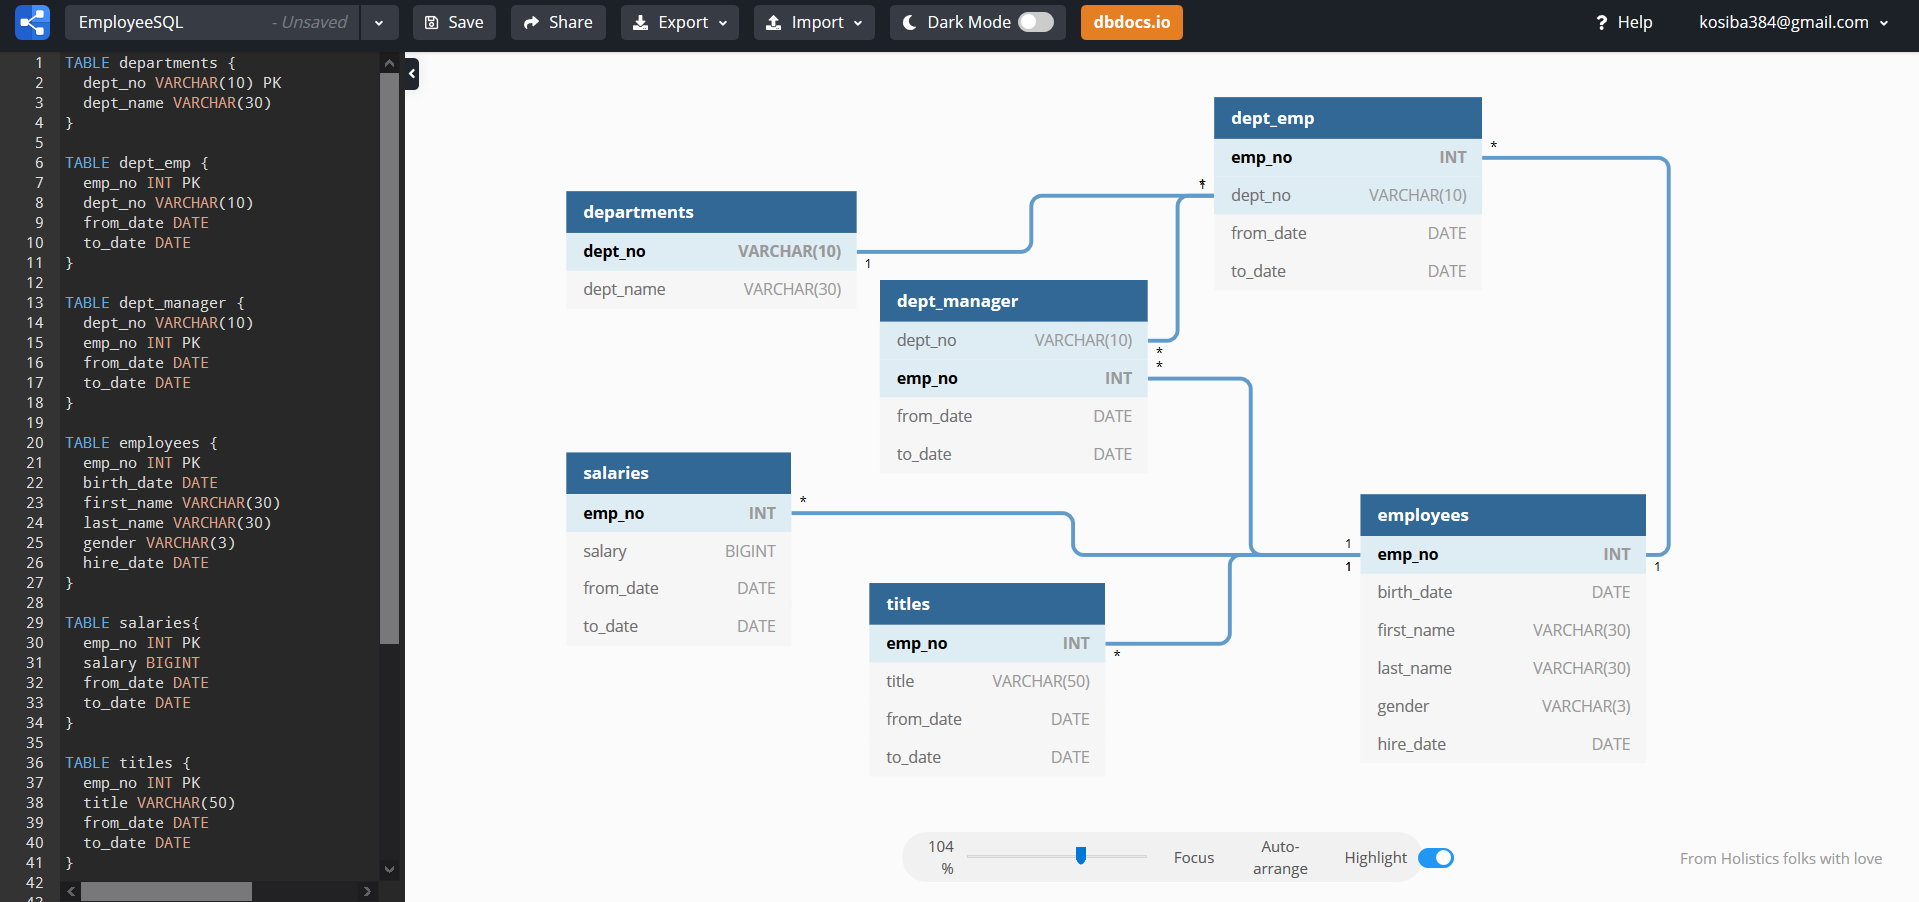 EmployeeSQL - Unsaved Save Share Export Import Dark Mode dbdocs.io ? Help kosiba384@gmail.com
1 TABLE departments {
2 dept_no VARCHAR(10) PK
3 dept_name VARCHAR(30)
4 }
5
6 TABLE dept_emp {
7 emp_no INT PK
8 dept_no VARCHAR(10)
9 from_date DATE
10 to_date DATE
11 }
12
13 TABLE dept_manager {
14 dept_no VARCHAR(10)
15 emp_no INT PK
16 from_date DATE
17 to_date DATE
18 }
19
20 TABLE employees {
21 emp_no INT PK
22 birth_date DATE
23 first_name VARCHAR(30)
24 last_name VARCHAR(30)
25 gender VARCHAR(3)
26 hire_date DATE
27 }
28
29 TABLE salaries{
30 emp_no INT PK
31 salary BIGINT
32 from_date DATE
33 to_date DATE
34 }
35
36 TABLE titles {
37 emp_no INT PK
38 title VARCHAR(50)
39 from_date DATE
40 to_date DATE
41 }
42
departments
dept_no VARCHAR(10)
1
dept_name VARCHAR(30)
dept_emp
emp_no INT
*
*
dept_no VARCHAR(10)
from_date DATE
to_date DATE
dept_manager
dept_no VARCHAR(10)
*
*
emp_no INT
from_date DATE
to_date DATE
salaries
*
emp_no INT
salary BIGINT
from_date DATE
to_date DATE
titles
emp_no INT
*
title VARCHAR(50)
from_date DATE
to_date DATE
employees
1
emp_no INT
1
1
birth_date DATE
first_name VARCHAR(30)
last_name VARCHAR(30)
gender VARCHAR(3)
hire_date DATE
104
%
Focus
Auto-
arrange
Highlight
From Holistics folks with love